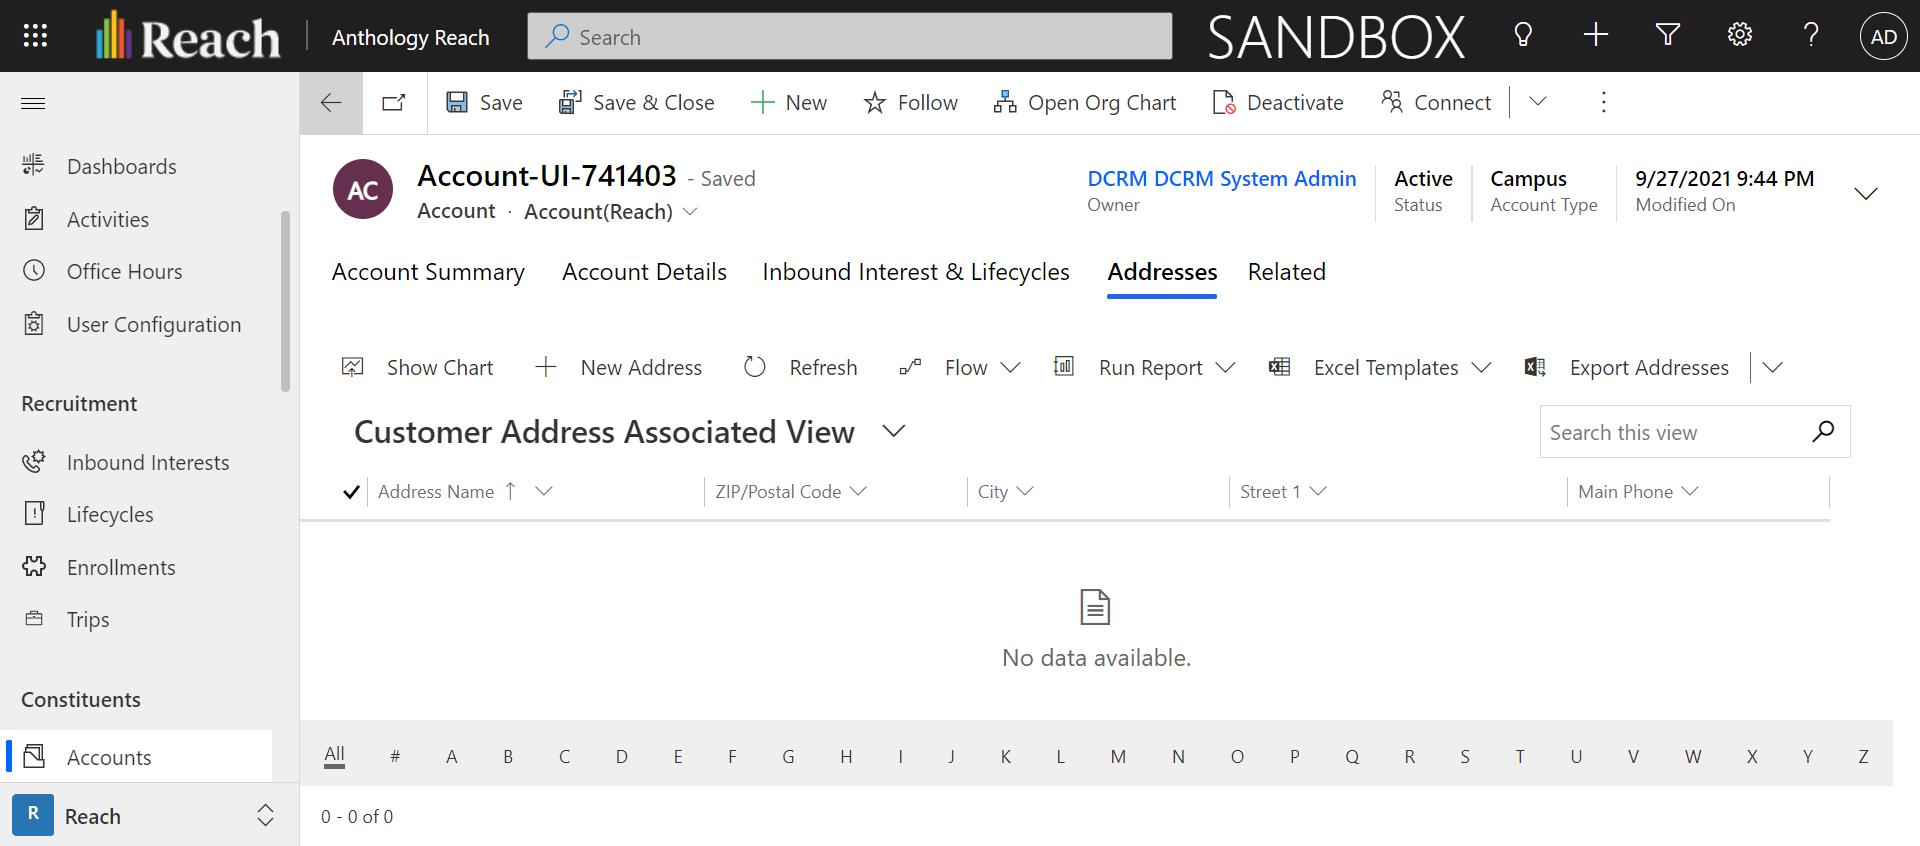 Reach
Anthology Reach
Search
SANDBOX
AD
Save
Save & Close
New
Follow
Open Org Chart
Deactivate
Connect
Dashboards
Activities
Office Hours
User Configuration
Recruitment
Inbound Interests
Lifecycles
Enrollments
Trips
Constituents
Accounts
R
Reach
AC
Account-UI-741403 - Saved
Account · Account(Reach)
DCRM DCRM System Admin
Owner
Active
Status
Campus
Account Type
9/27/2021 9:44 PM
Modified On
Account Summary
Account Details
Inbound Interest & Lifecycles
Addresses
Related
Show Chart
New Address
Refresh
Flow
Run Report
Excel Templates
Export Addresses
Customer Address Associated View
Search this view
Address Name ↑
ZIP/Postal Code
City
Street 1
Main Phone
No data available.
All # A B C D E F G H I J K L M N O P Q R S T U V W X Y Z
0 - 0 of 0